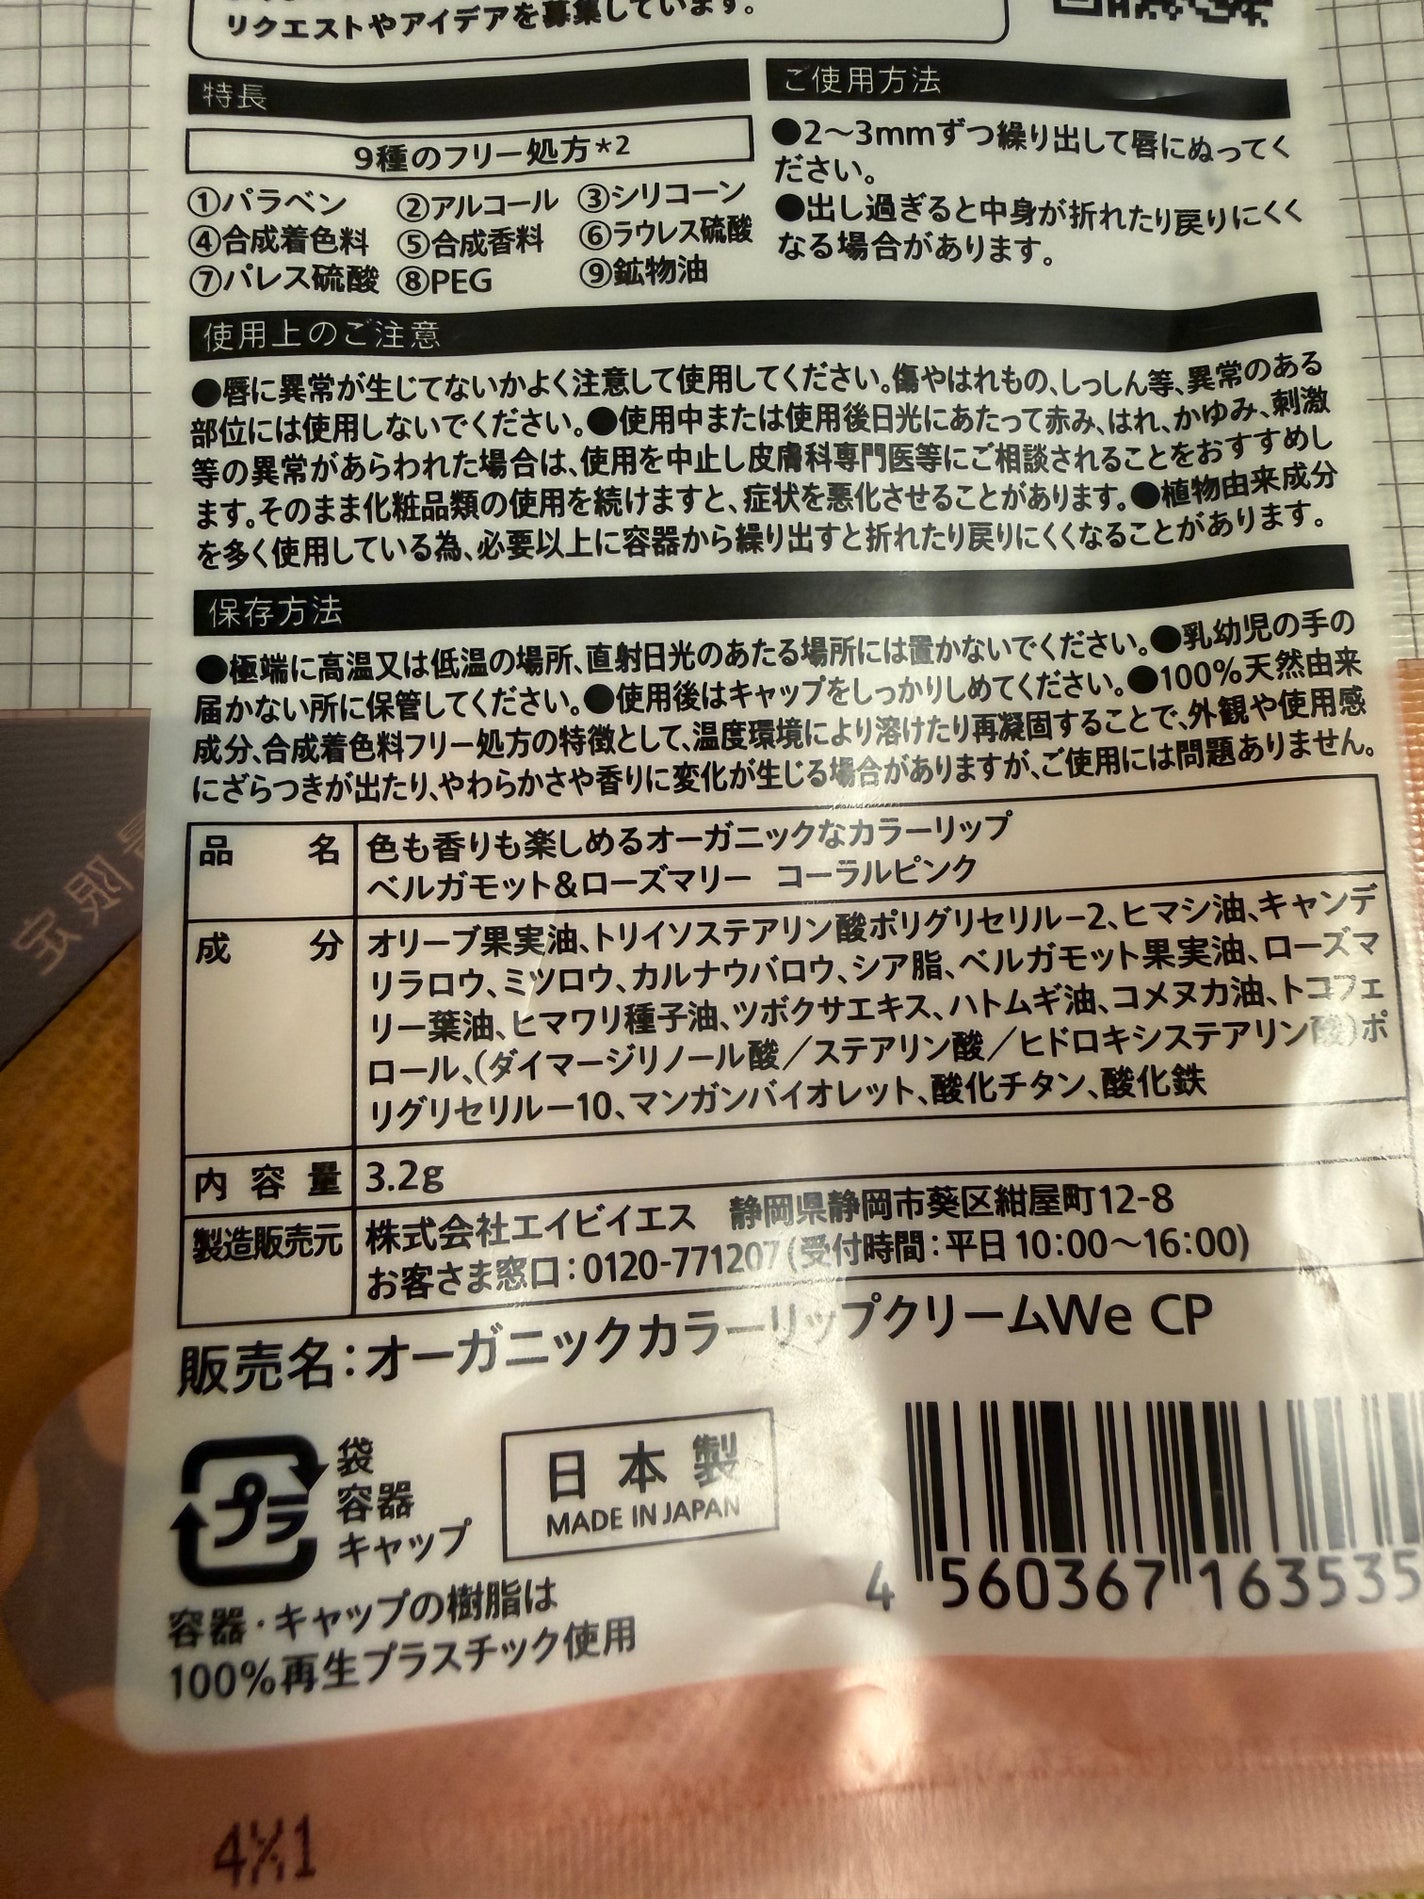 リクエストやアイデアを募集しています。
特長
9種のフリー処方*2
①パラベン ②アルコール ③シリコーン
④合成着色料 ⑤合成香料 ⑥ラウレス硫酸
⑦パレス硫酸 ⑧PEG ⑨鉱物油
ご使用方法
●2～3mmずつ繰り出して唇にぬってく
ださい。
●出し過ぎると中身が折れたり戻りにくく
なる場合があります。
使用上のご注意
●唇に異常が生じてないかよく注意して使用してください。傷やはれもの、しっしん等、異常のある
部位には使用しないでください。●使用中または使用後日光にあたって赤み、はれ、かゆみ、刺激
等の異常があらわれた場合は、使用を中止し皮膚科専門医等にご相談されることをおすすめし
ます。そのまま化粧品類の使用を続けますと、症状を悪化させることがあります。●植物由来成分
を多く使用している為、必要以上に容器から繰り出すと折れたり戻りにくくなることがあります。
保存方法
●極端に高温又は低温の場所、直射日光のあたる場所には置かないでください。●乳幼児の手の
届かない所に保管してください。●使用後はキャップをしっかりしめてください。●100%天然由来
成分、合成着色料フリー処方の特徴として、温度環境により溶けたり再凝固することで、外観や使用感
にざらつきが出たり、やわらかさや香りに変化が生じる場合がありますが、ご使用には問題ありません。
品名 色も香りも楽しめるオーガニックなカラーリップ
ベルガモット&ローズマリー コーラルピンク
成分 オリーブ果実油、トリイソステアリン酸ポリグリセリル-2、ヒマシ油、キャンデ
リラロウ、ミツロウ、カルナウバロウ、シア脂、ベルガモット果実油、ローズマ
リー葉油、ヒマワリ種子油、ツボクサエキス、ハトムギ油、コメヌカ油、トコフェ
ロール、(ダイマージリノール酸／ステアリン酸／ヒドロキシステアリン酸)ポ
リグリセリル-10、マンガンバイオレット、酸化チタン、酸化鉄
内容量 3.2g
製造販売元 株式会社エイビイエス 静岡県静岡市葵区紺屋町12-8
お客さま窓口：0120-771207(受付時間：平日10:00～16:00)
販売名：オーガニックカラーリップクリームWe CP
プラ
袋
容器
キャップ
日本製
MADE IN JAPAN
容器・キャップの樹脂は
100%再生プラスチック使用
4 560367 163535
4X1